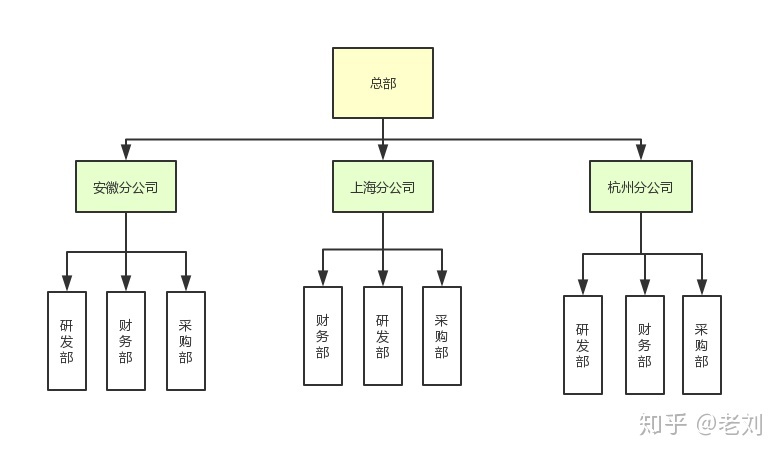 总部
安徽分公司
上海分公司
杭州分公司
研发部
财务部
采购部
财务部
研发部
采购部
研发部
财务部
采购部
知乎 @老刘